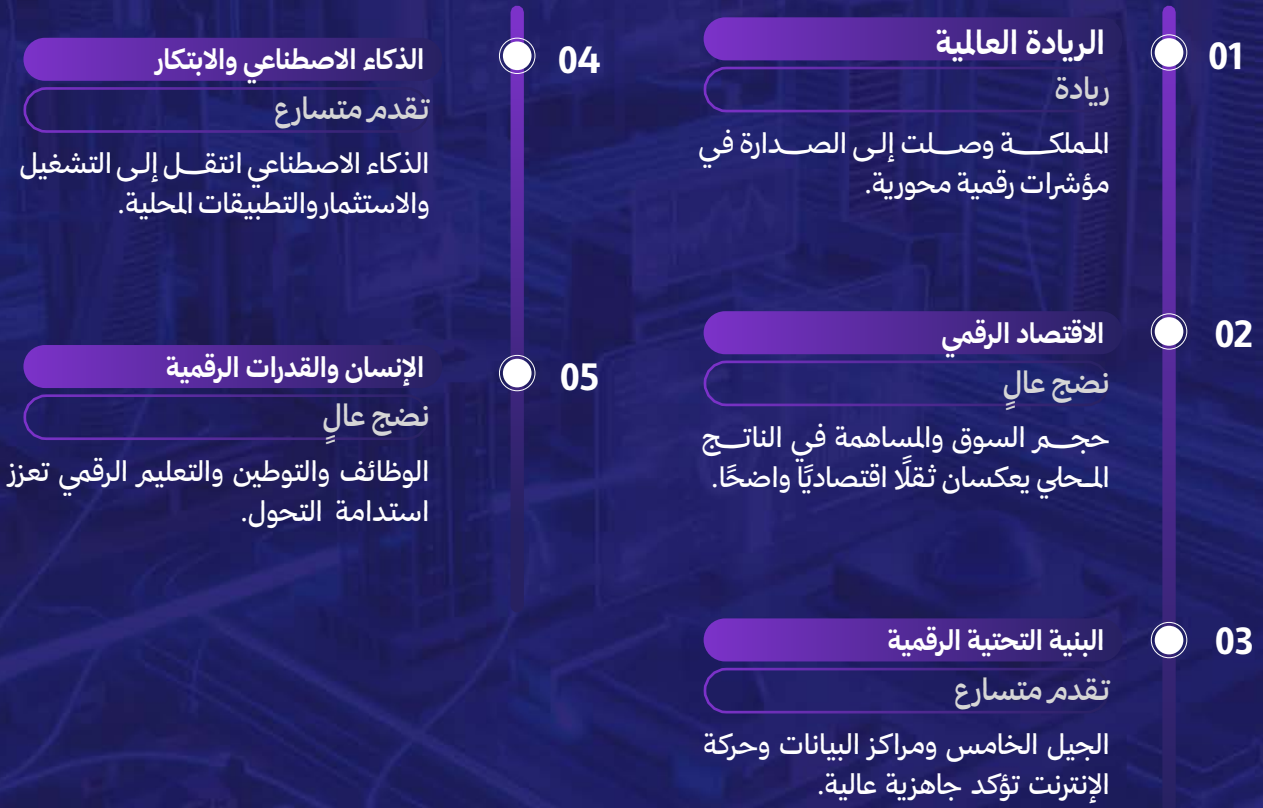 01
الريادة العالمية
ريادة
المملكة وصلت إلى الصدارة في
مؤشرات رقمية محورية.
02
الاقتصاد الرقمي
نضج عالٍ
حجم السوق والمساهمة في الناتج
المحلي يعكسان ثقلًا اقتصاديًا واضحًا.
03
البنية التحتية الرقمية
تقدم متسارع
الجيل الخامس ومراكز البيانات وحركة
الإنترنت تؤكد جاهزية عالية.
04
الذكاء الاصطناعي والابتكار
تقدم متسارع
الذكاء الاصطناعي انتقل إلى التشغيل
والاستثمار والتطبيقات المحلية.
05
الإنسان والقدرات الرقمية
نضج عالٍ
الوظائف والتوطين والتعليم الرقمي تعزز
استدامة التحول.